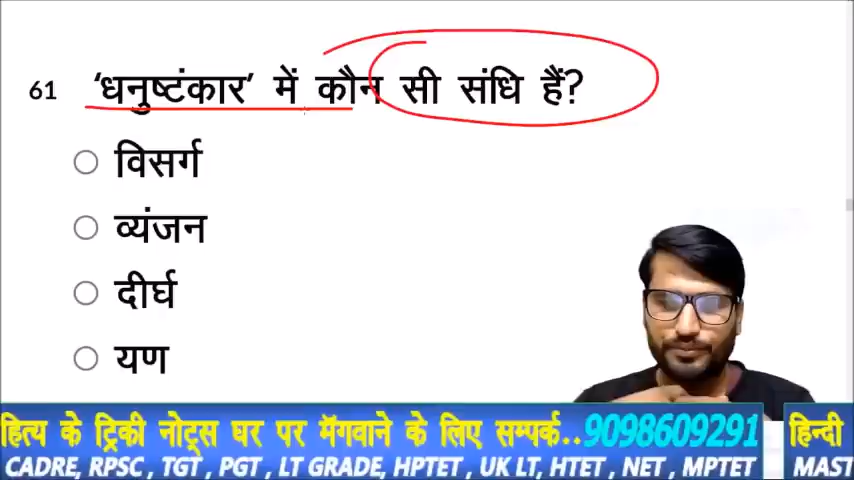 61 ‘धनुष्टंकार’ में कौन सी संधि हैं?
विसर्ग
व्यंजन
दीर्घ
यण
हित्य के ट्रिकी नोट्स घर पर मॅगवाने के लिए सम्पर्क..9098609291 हिन्दी
CADRE, RPSC , TGT , PGT , LT GRADE, HPTET , UK LT, HTET , NET , MPTET MAST